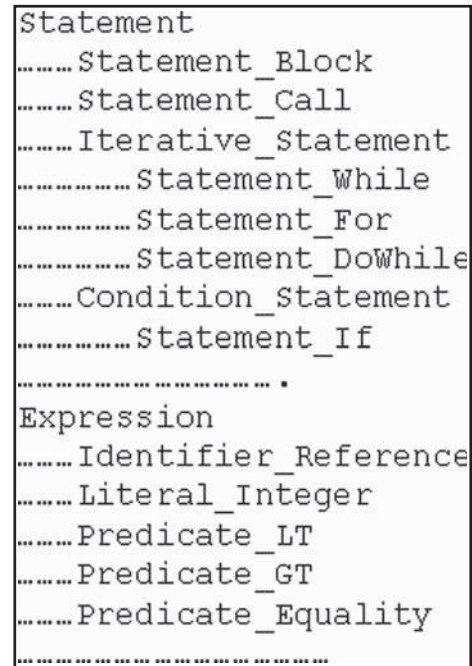 Statement
………Statement_Block
………Statement_Call
………Iterative_Statement
………………Statement_While
………………Statement_For
………………Statement_DoWhile
………Condition_Statement
………………Statement_If
…………………………………….
Expression
………Identifier_Reference
………Literal_Integer
………Predicate_LT
………Predicate_GT
………Predicate_Equality
………………………………………………